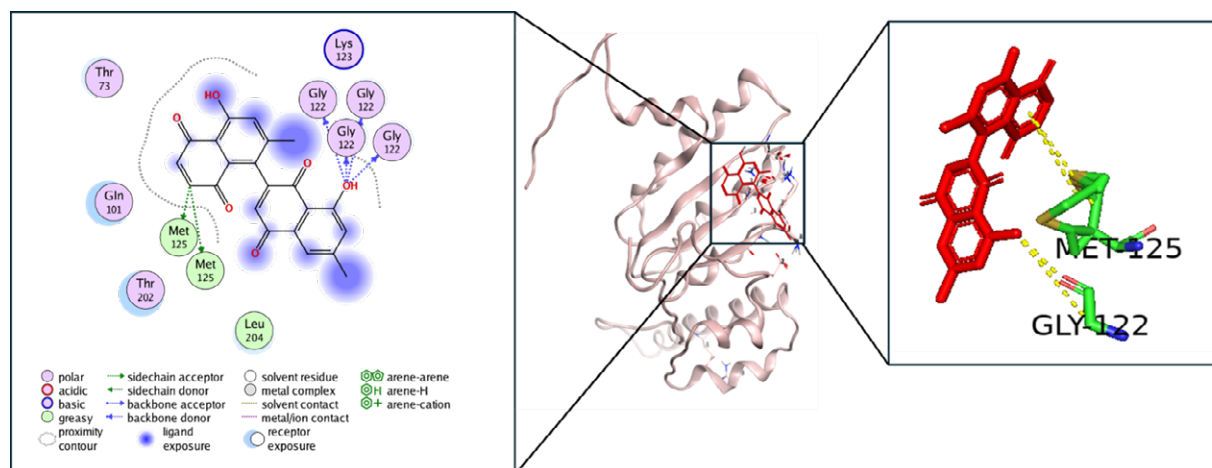 Lys
123
Thr
73
Gly
122
Gly
122
Gly
122
Gly
122
HO
O
O
O
OH
O
Gln
101
Met
125
Met
125
Thr
202
Leu
204
polar
acidic
basic
greasy
proximity
contour
sidechain acceptor
sidechain donor
backbone acceptor
backbone donor
ligand
exposure
solvent residue
metal complex
solvent contact
metal/ion contact
receptor
exposure
arene-arene
H arene-H
+ arene-cation
MET-125
GLY-122